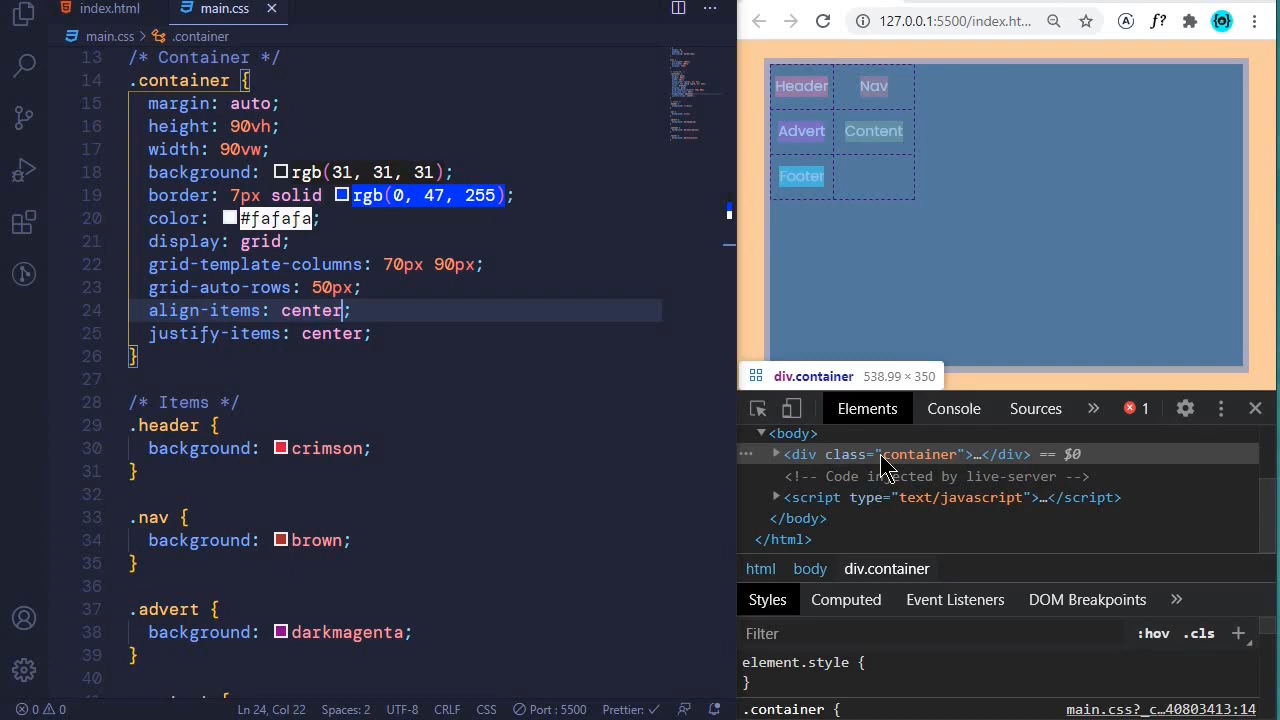 index.html
main.css
main.css > .container
13 /* Container */
14 .container {
15 margin: auto;
16 height: 90vh;
17 width: 90vw;
18 background: rgb(31, 31, 31);
19 border: 7px solid rgb(0, 47, 255);
20 color: #fafafa;
21 display: grid;
22 grid-template-columns: 70px 90px;
23 grid-auto-rows: 50px;
24 align-items: center;
25 justify-items: center;
26 }
27
28 /* Items */
29 .header {
30 background: crimson;
31 }
32
33 .nav {
34 background: brown;
35 }
36
37 .advert {
38 background: darkmagenta;
39 }
40
0 0
Ln 24, Col 22 Spaces: 2 UTF-8 CRLF CSS Port : 5500 Prettier: ✓
127.0.0.1:5500/index.ht...
Header Nav
Advert Content
Footer
div.container 538.99 × 350
Elements Console Sources » 1
<body>
<div class="container">…</div> == $0
<!-- Code injected by live-server -->
<script type="text/javascript">…</script>
</body>
</html>
html body div.container
Styles Computed Event Listeners DOM Breakpoints »
Filter :hov .cls +
element.style {
}
.container { main.css?_c…40803413:14